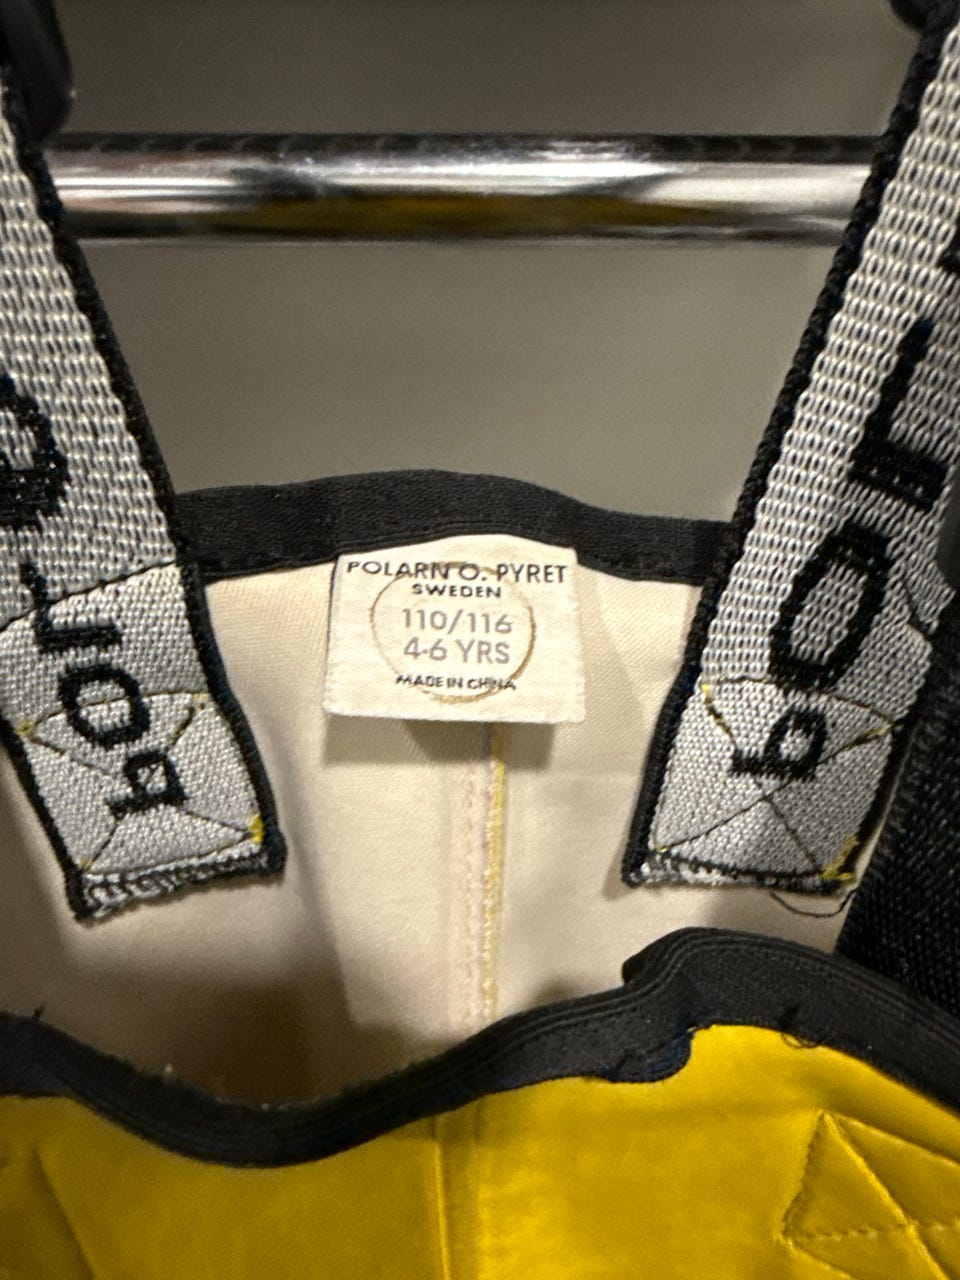 POLARN O. PYRET
SWEDEN
110/116
4-6 YRS
MADE IN CHINA